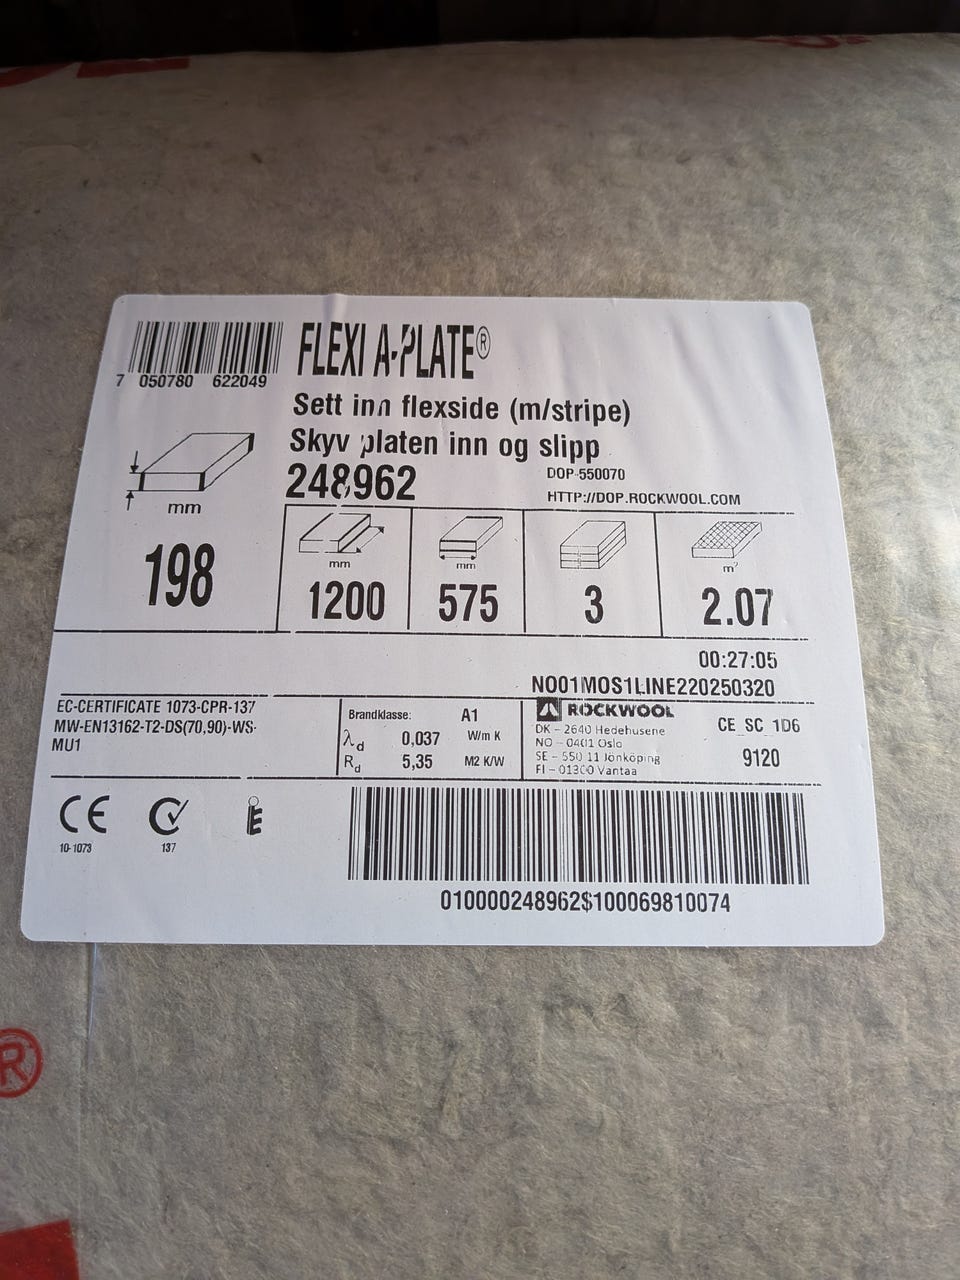 FLEXI A-PLATE®
7 050780 622049
Sett inn flexside (m/stripe)
Skyv platen inn og slipp
248962
DOP-550070
HTTP://DOP.ROCKWOOL.COM
mm
mm
mm
m²
198
1200
575
3
2.07
00:27:05
NO01MOS1LINE220250320
EC-CERTIFICATE 1073-CPR-137
MW-EN13162-T2-DS(70,90)-WS-
MU1
Brandklasse: A1
λd 0,037 W/m K
Rd 5,35 M2 K/W
ROCKWOOL
DK - 2640 Hedehusene
NO - 0401 Oslo
SE - 550 11 Jönköping
FI - 01300 Vantaa
CE_SC_1D6
9120
CE
10-1073
137
010000248962$100069810074
®